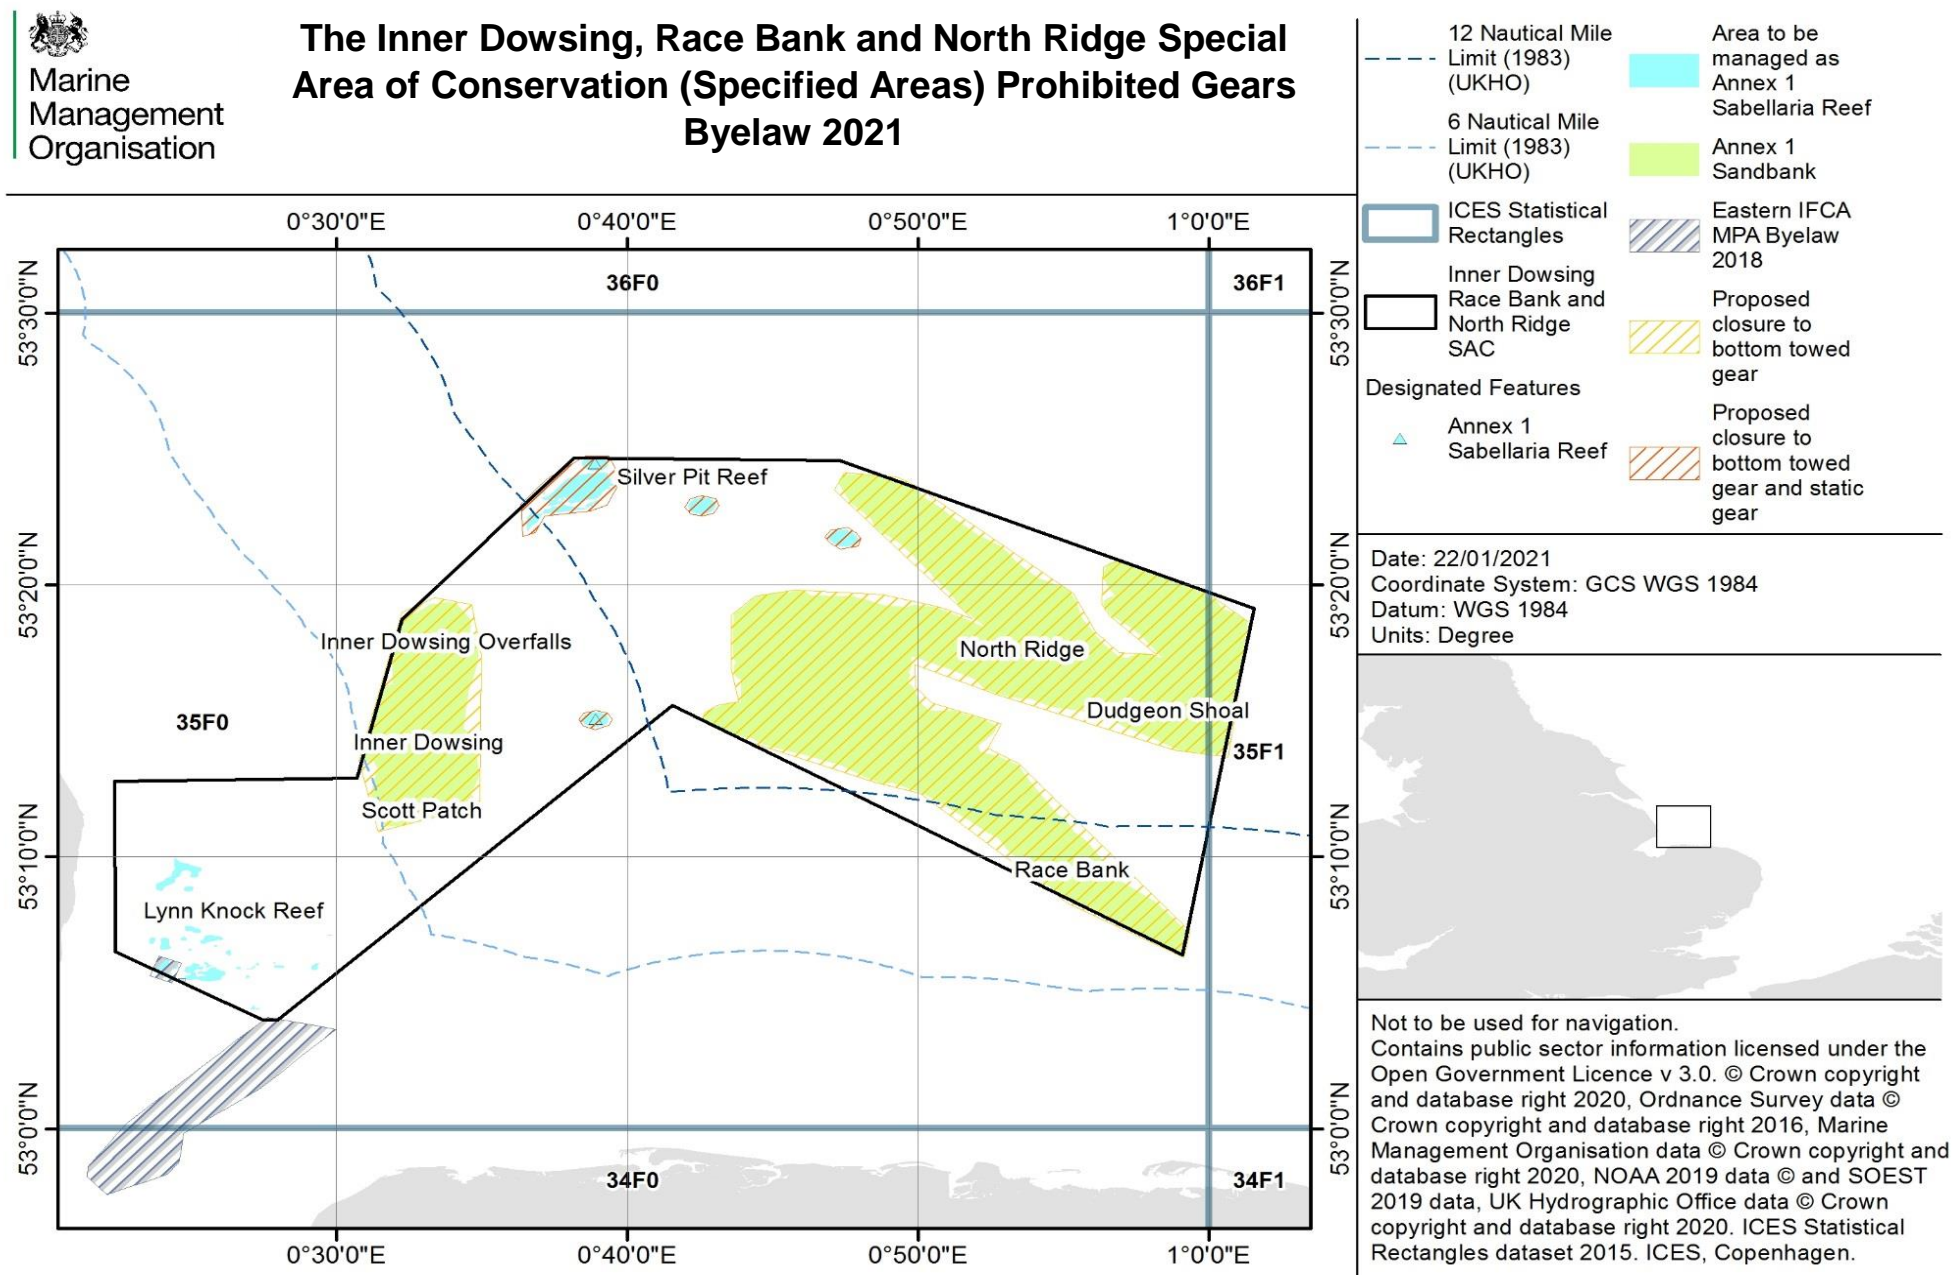 Marine
Management
Organisation
The Inner Dowsing, Race Bank and North Ridge Special
Area of Conservation (Specified Areas) Prohibited Gears
Byelaw 2021
0°30'0"E
0°40'0"E
0°50'0"E
1°0'0"E
36F0
36F1
53°30'0"N
53°30'0"N
Silver Pit Reef
53°20'0"N
53°20'0"N
Inner Dowsing Overfalls
North Ridge
35F0
Dudgeon Shoal
Inner Dowsing
35F1
Scott Patch
53°10'0"N
53°10'0"N
Race Bank
Lynn Knock Reef
53°0'0"N
53°0'0"N
34F0
34F1
0°30'0"E
0°40'0"E
0°50'0"E
1°0'0"E
12 Nautical Mile
Limit (1983)
(UKHO)
6 Nautical Mile
Limit (1983)
(UKHO)
ICES Statistical
Rectangles
Inner Dowsing
Race Bank and
North Ridge
SAC
Designated Features
Annex 1
Sabellaria Reef
Area to be
managed as
Annex 1
Sabellaria Reef
Annex 1
Sandbank
Eastern IFCA
MPA Byelaw
2018
Proposed
closure to
bottom towed
gear
Proposed
closure to
bottom towed
gear and static
gear
Date: 22/01/2021
Coordinate System: GCS WGS 1984
Datum: WGS 1984
Units: Degree
Not to be used for navigation.
Contains public sector information licensed under the
Open Government Licence v 3.0. © Crown copyright
and database right 2020, Ordnance Survey data ©
Crown copyright and database right 2016, Marine
Management Organisation data © Crown copyright and
database right 2020, NOAA 2019 data © and SOEST
2019 data, UK Hydrographic Office data © Crown
copyright and database right 2020. ICES Statistical
Rectangles dataset 2015. ICES, Copenhagen.